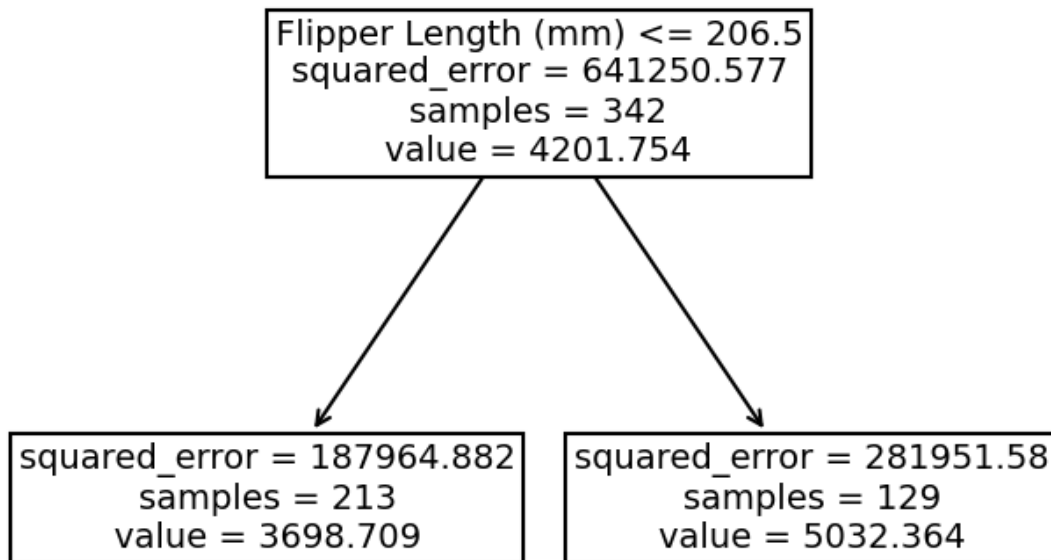 Flipper Length (mm) <= 206.5
squared_error = 641250.577
samples = 342
value = 4201.754
squared_error = 187964.882
samples = 213
value = 3698.709
squared_error = 281951.58
samples = 129
value = 5032.364